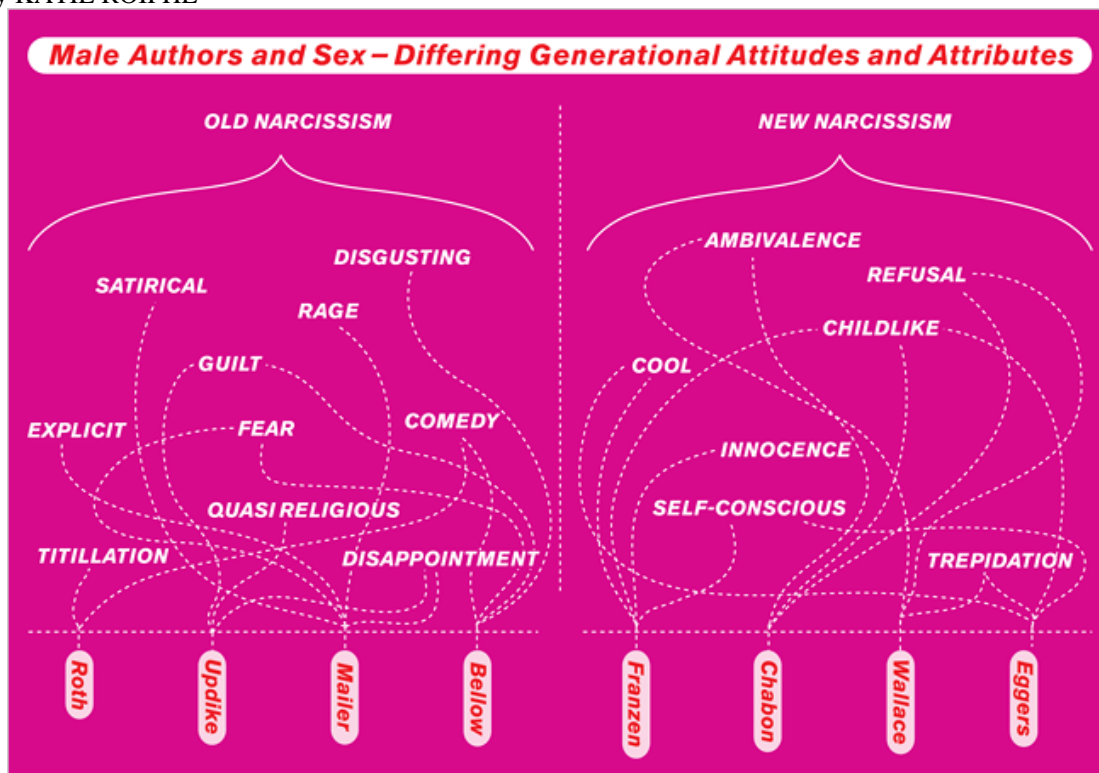 y KATIE ROIPHE
Male Authors and Sex – Differing Generational Attitudes and Attributes
OLD NARCISSISM
NEW NARCISSISM
DISGUSTING
SATIRICAL
RAGE
GUILT
COMEDY
EXPLICIT
FEAR
QUASI RELIGIOUS
TITILLATION
DISAPPOINTMENT
AMBIVALENCE
REFUSAL
CHILDLIKE
COOL
INNOCENCE
SELF-CONSCIOUS
TREPIDATION
Roth
Updike
Mailer
Bellow
Franzen
Chabon
Wallace
Eggers